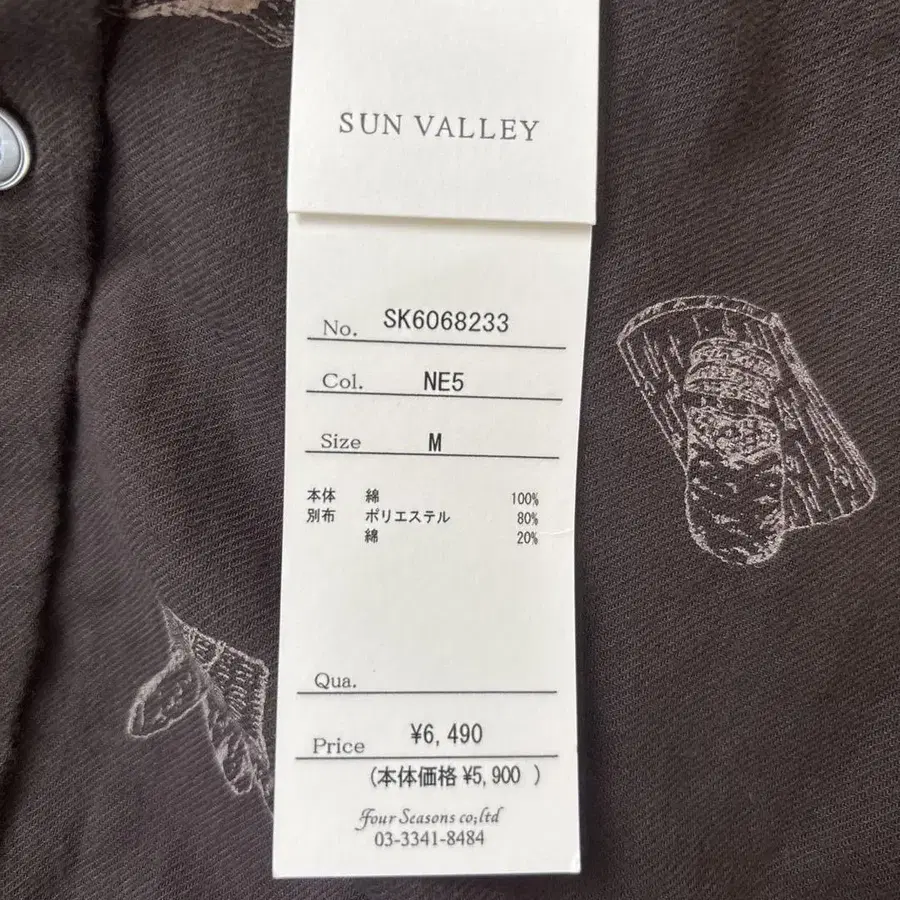 SUN VALLEY
No. SK6068233
Col. NE5
Size M
本体 綿 100%
別布 ポリエステル 80%
綿 20%
Qua.
Price ¥6,490
(本体価格 ¥5,900 )
Four Seasons co;ltd
03-3341-8484